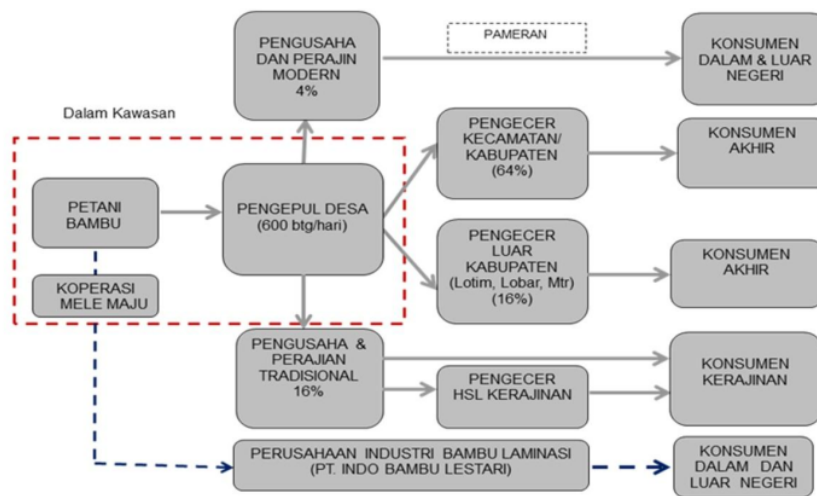 PENGUSAHA
DAN PERAJIN
MODERN
4%
PAMERAN
KONSUMEN
DALAM & LUAR
NEGERI
Dalam Kawasan
PENGECER
KECAMATAN/
KABUPATEN
(64%)
KONSUMEN
AKHIR
PETANI
BAMBU
PENGEPUL DESA
(600 btg/hari)
PENGECER
LUAR
KABUPATEN
(Lotim, Lobar, Mtr)
(16%)
KONSUMEN
AKHIR
KOPERASI
MELE MAJU
PENGUSAHA &
PERAJIAN
TRADISIONAL
16%
PENGECER
HSL KERAJINAN
KONSUMEN
KERAJINAN
PERUSAHAAN INDUSTRI BAMBU LAMINASI
(PT. INDO BAMBU LESTARI)
KONSUMEN
DALAM DAN
LUAR NEGERI